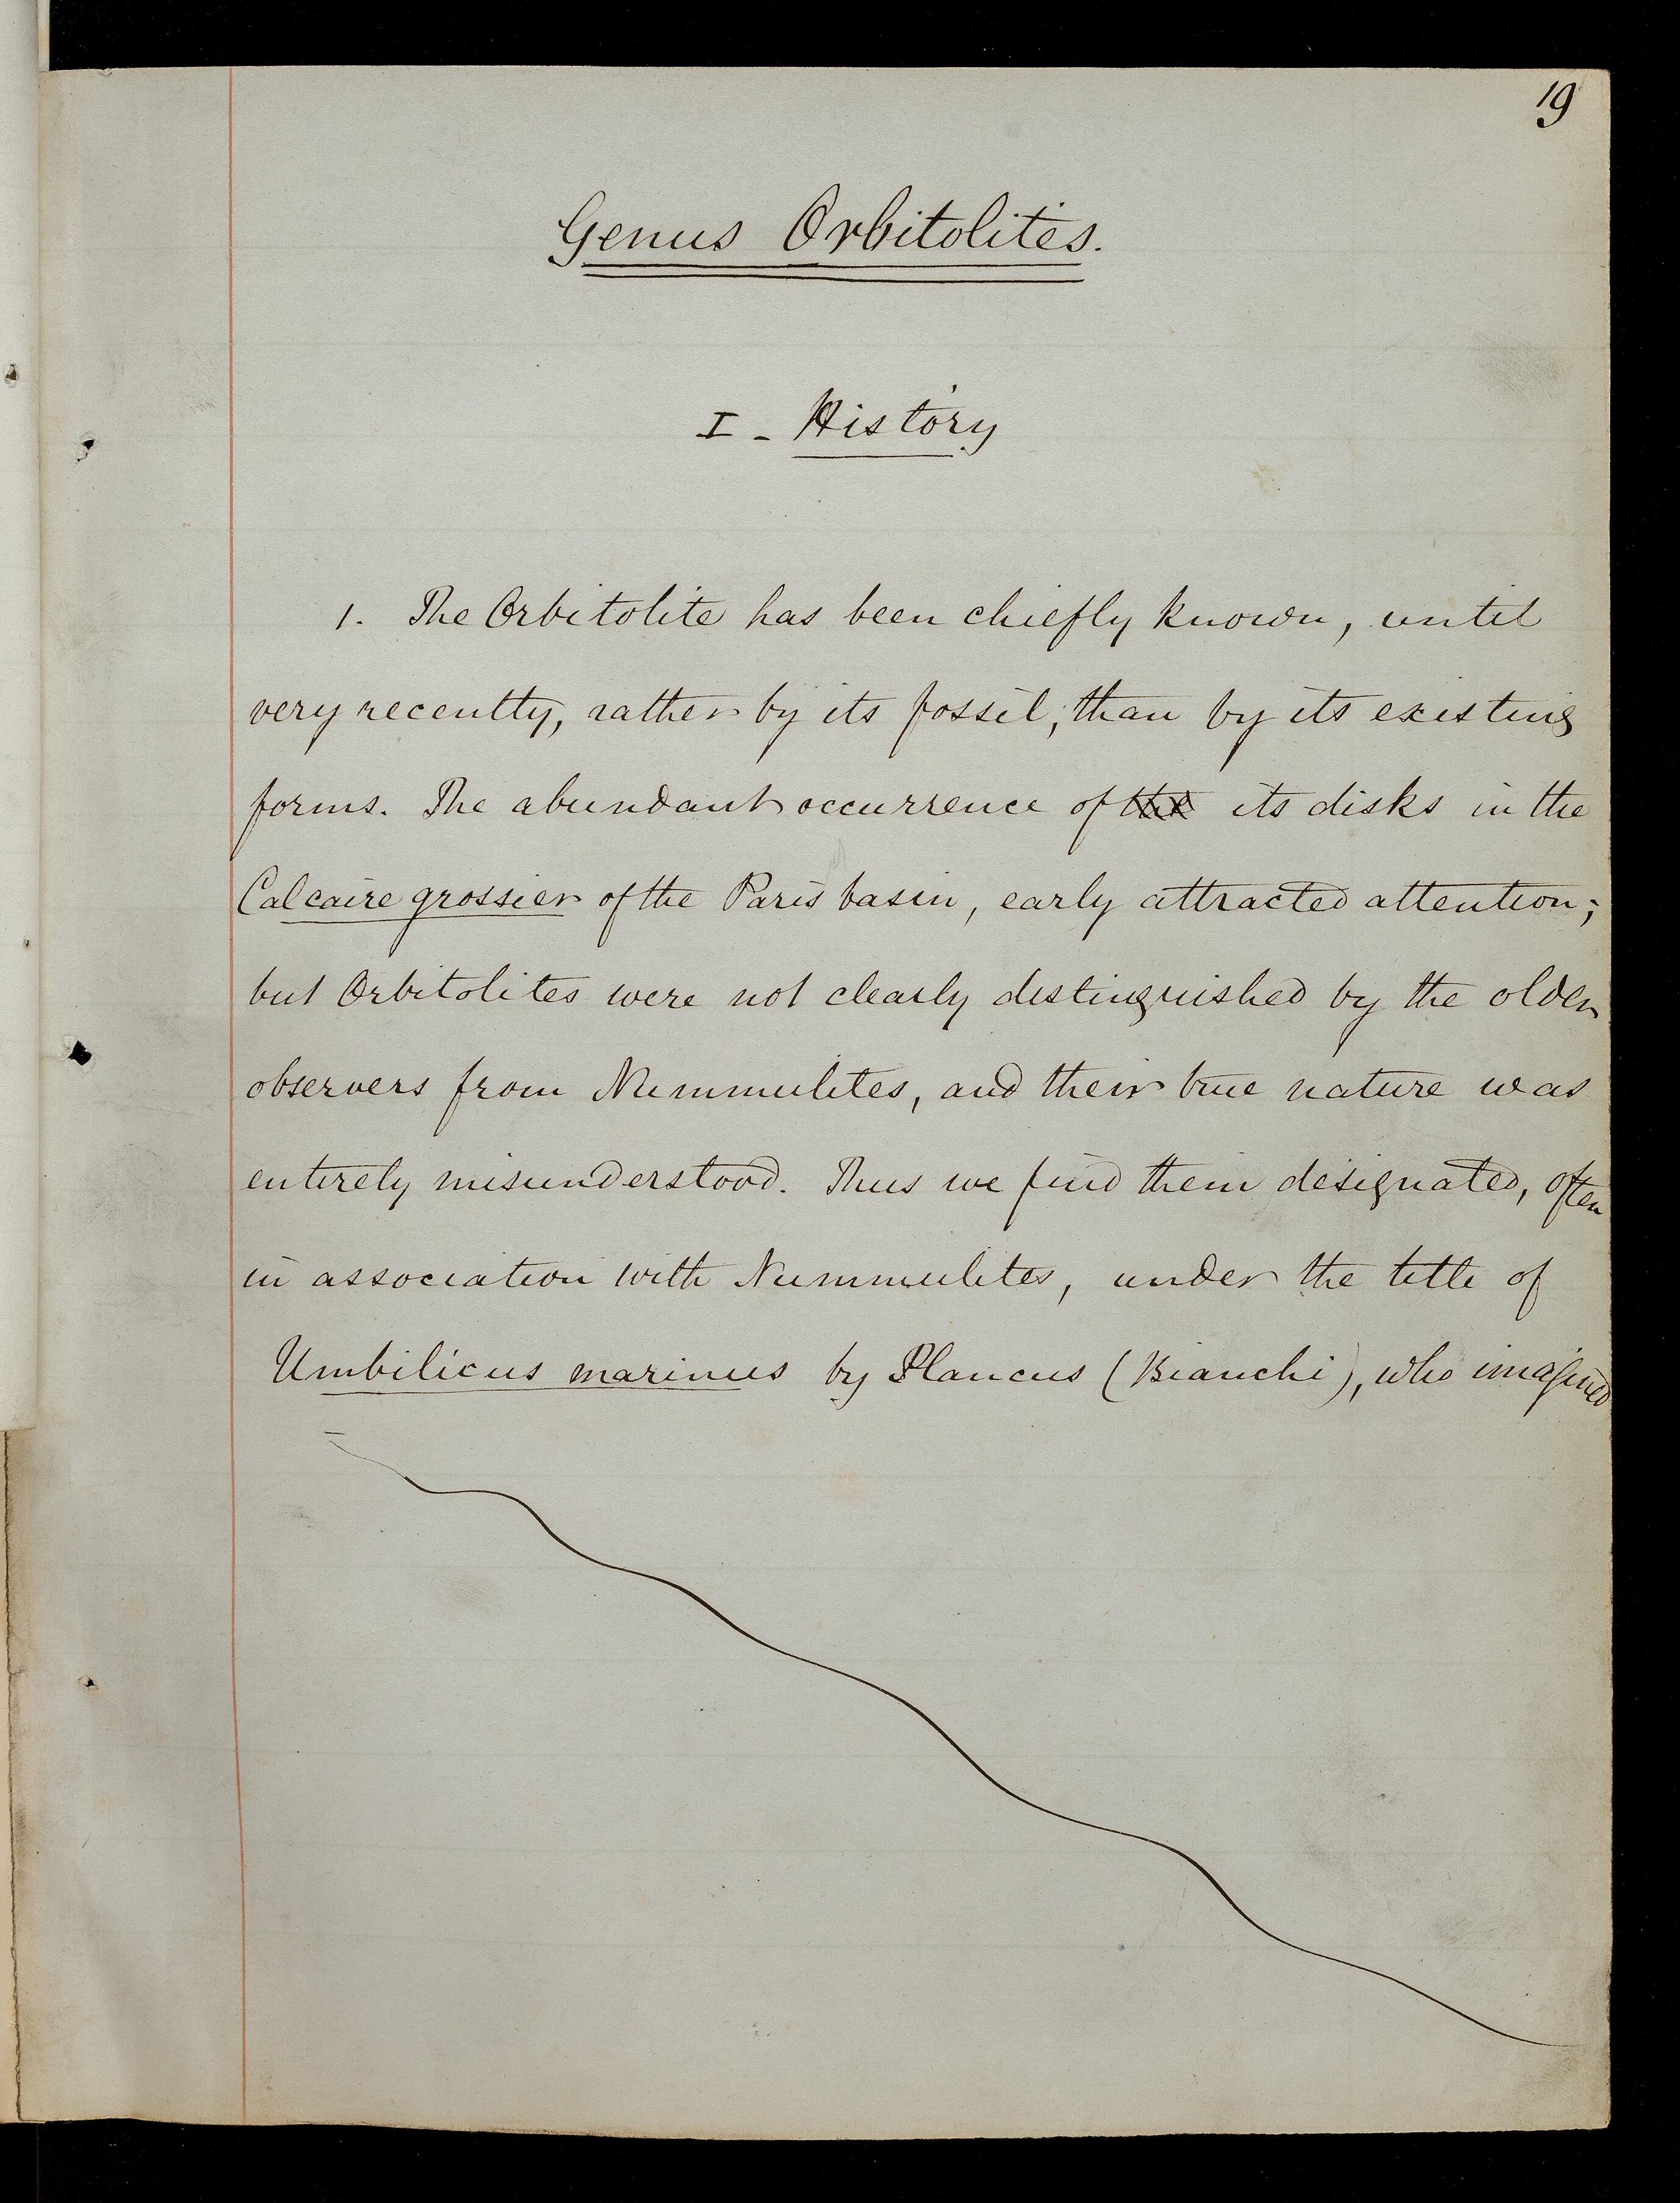 19
Genus Orbitolites.
I - History
1. The Orbitolite has been chiefly known, until
very recently, rather by its fossil, than by its existing
forms. The abundant occurrence of the its disks in the
Calcaire grossier of the Paris basin, early attracted attention;
but Orbitolites were not clearly distinguished by the older
observers from Nummulites, and their true nature was
entirely misunderstood. Thus we find them designated, often
in association with Nummulites, under the title of
Umbilicus marinus by Plancus (Bianchi), who imagined